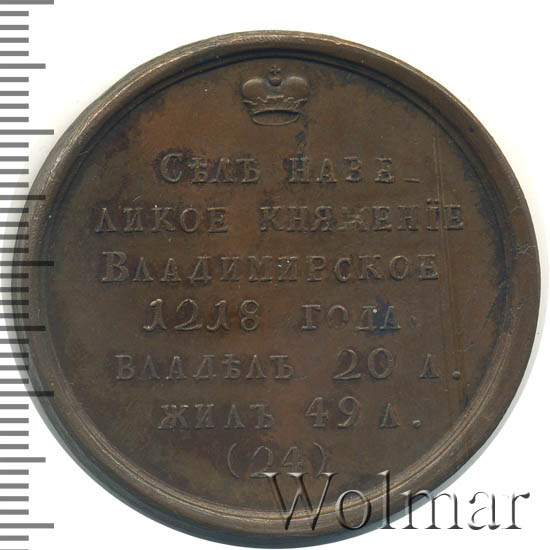 Сѣлъ наве_
ликое княженїе
Владимирское
1218 года.
владѣлъ 20 л.
жилъ 49 л.
(24)
Wolmar